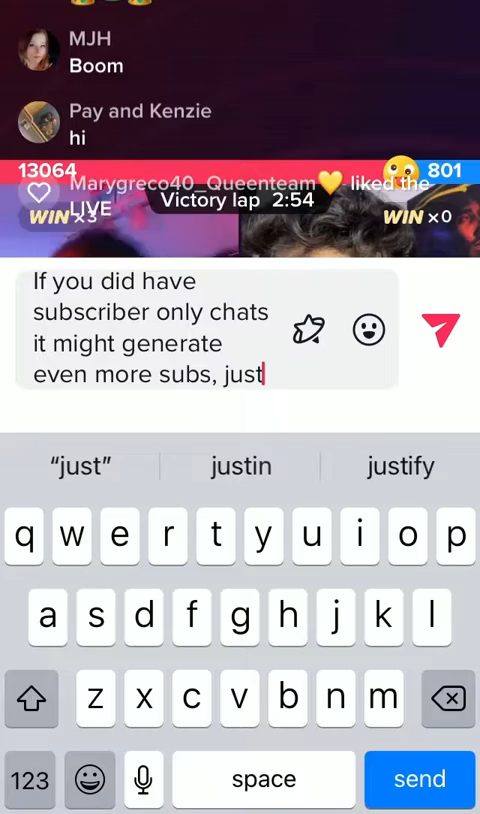 MJH
Boom
Pay and Kenzie
hi
13064
801
Marygreco40_Queenteam💛 liked the
LIVE
Victory lap 2:54
WIN x3
WIN x0
If you did have
subscriber only chats
it might generate
even more subs, just
“just” justin justify
q w e r t y u i o p
a s d f g h j k l
z x c v b n m
123 space send